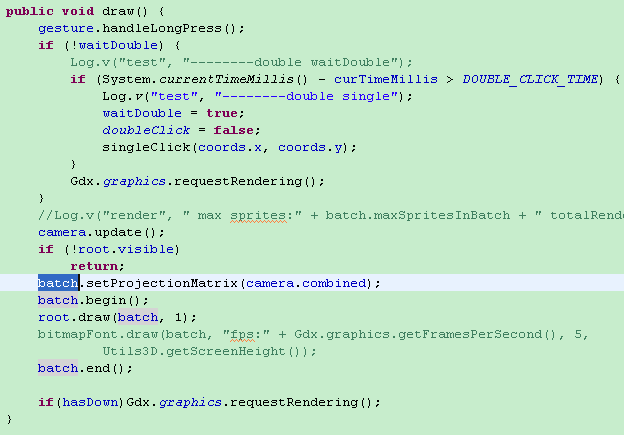 public void draw() {
gesture.handleLongPress();
if (!waitDouble) {
Log.v("test", "--------double waitDouble");
if (System.currentTimeMillis() - curTimeMillis > DOUBLE_CLICK_TIME) {
Log.v("test", "--------double single");
waitDouble = true;
doubleClick = false;
singleClick(coords.x, coords.y);
}
Gdx.graphics.requestRendering();
}
//Log.v("render", " max sprites:" + batch.maxSpritesInBatch + " totalRende
camera.update();
if (!root.visible)
return;
batch.setProjectionMatrix(camera.combined);
batch.begin();
root.draw(batch, 1);
bitmapFont.draw(batch, "fps:" + Gdx.graphics.getFramesPerSecond(), 5,
Utils3D.getScreenHeight());
batch.end();
if(hasDown)Gdx.graphics.requestRendering();
}